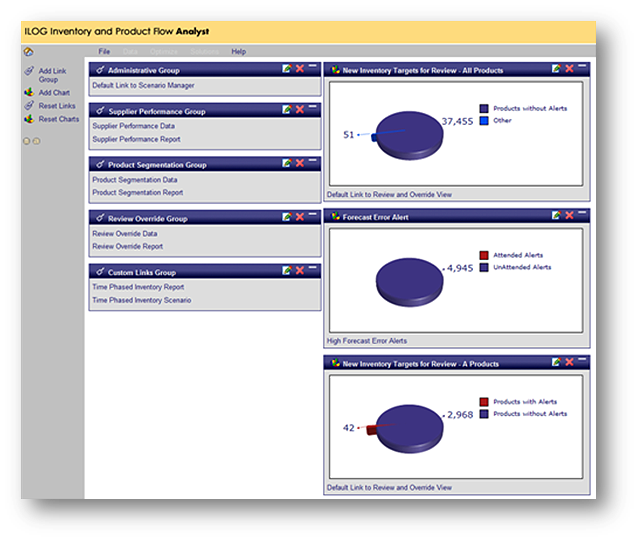 ILOG Inventory and Product Flow Analyst
File Data Optimize Solutions Help
Add Link
Group
Add Chart
Reset Links
Reset Charts
Administrative Group
Default Link to Scenario Manager
Supplier Performance Group
Supplier Performance Data
Supplier Performance Report
Product Segmentation Group
Product Segmentation Data
Product Segmentation Report
Review Override Group
Review Override Data
Review Override Report
Custom Links Group
Time Phased Inventory Report
Time Phased Inventory Scenario
New Inventory Targets for Review - All Products
51
37,455
Products without Alerts
Other
Default Link to Review and Override View
Forecast Error Alert
4,945
Attended Alerts
UnAttended Alerts
High Forecast Error Alerts
New Inventory Targets for Review - A Products
42
2,968
Products with Alerts
Products without Alerts
Default Link to Review and Override View